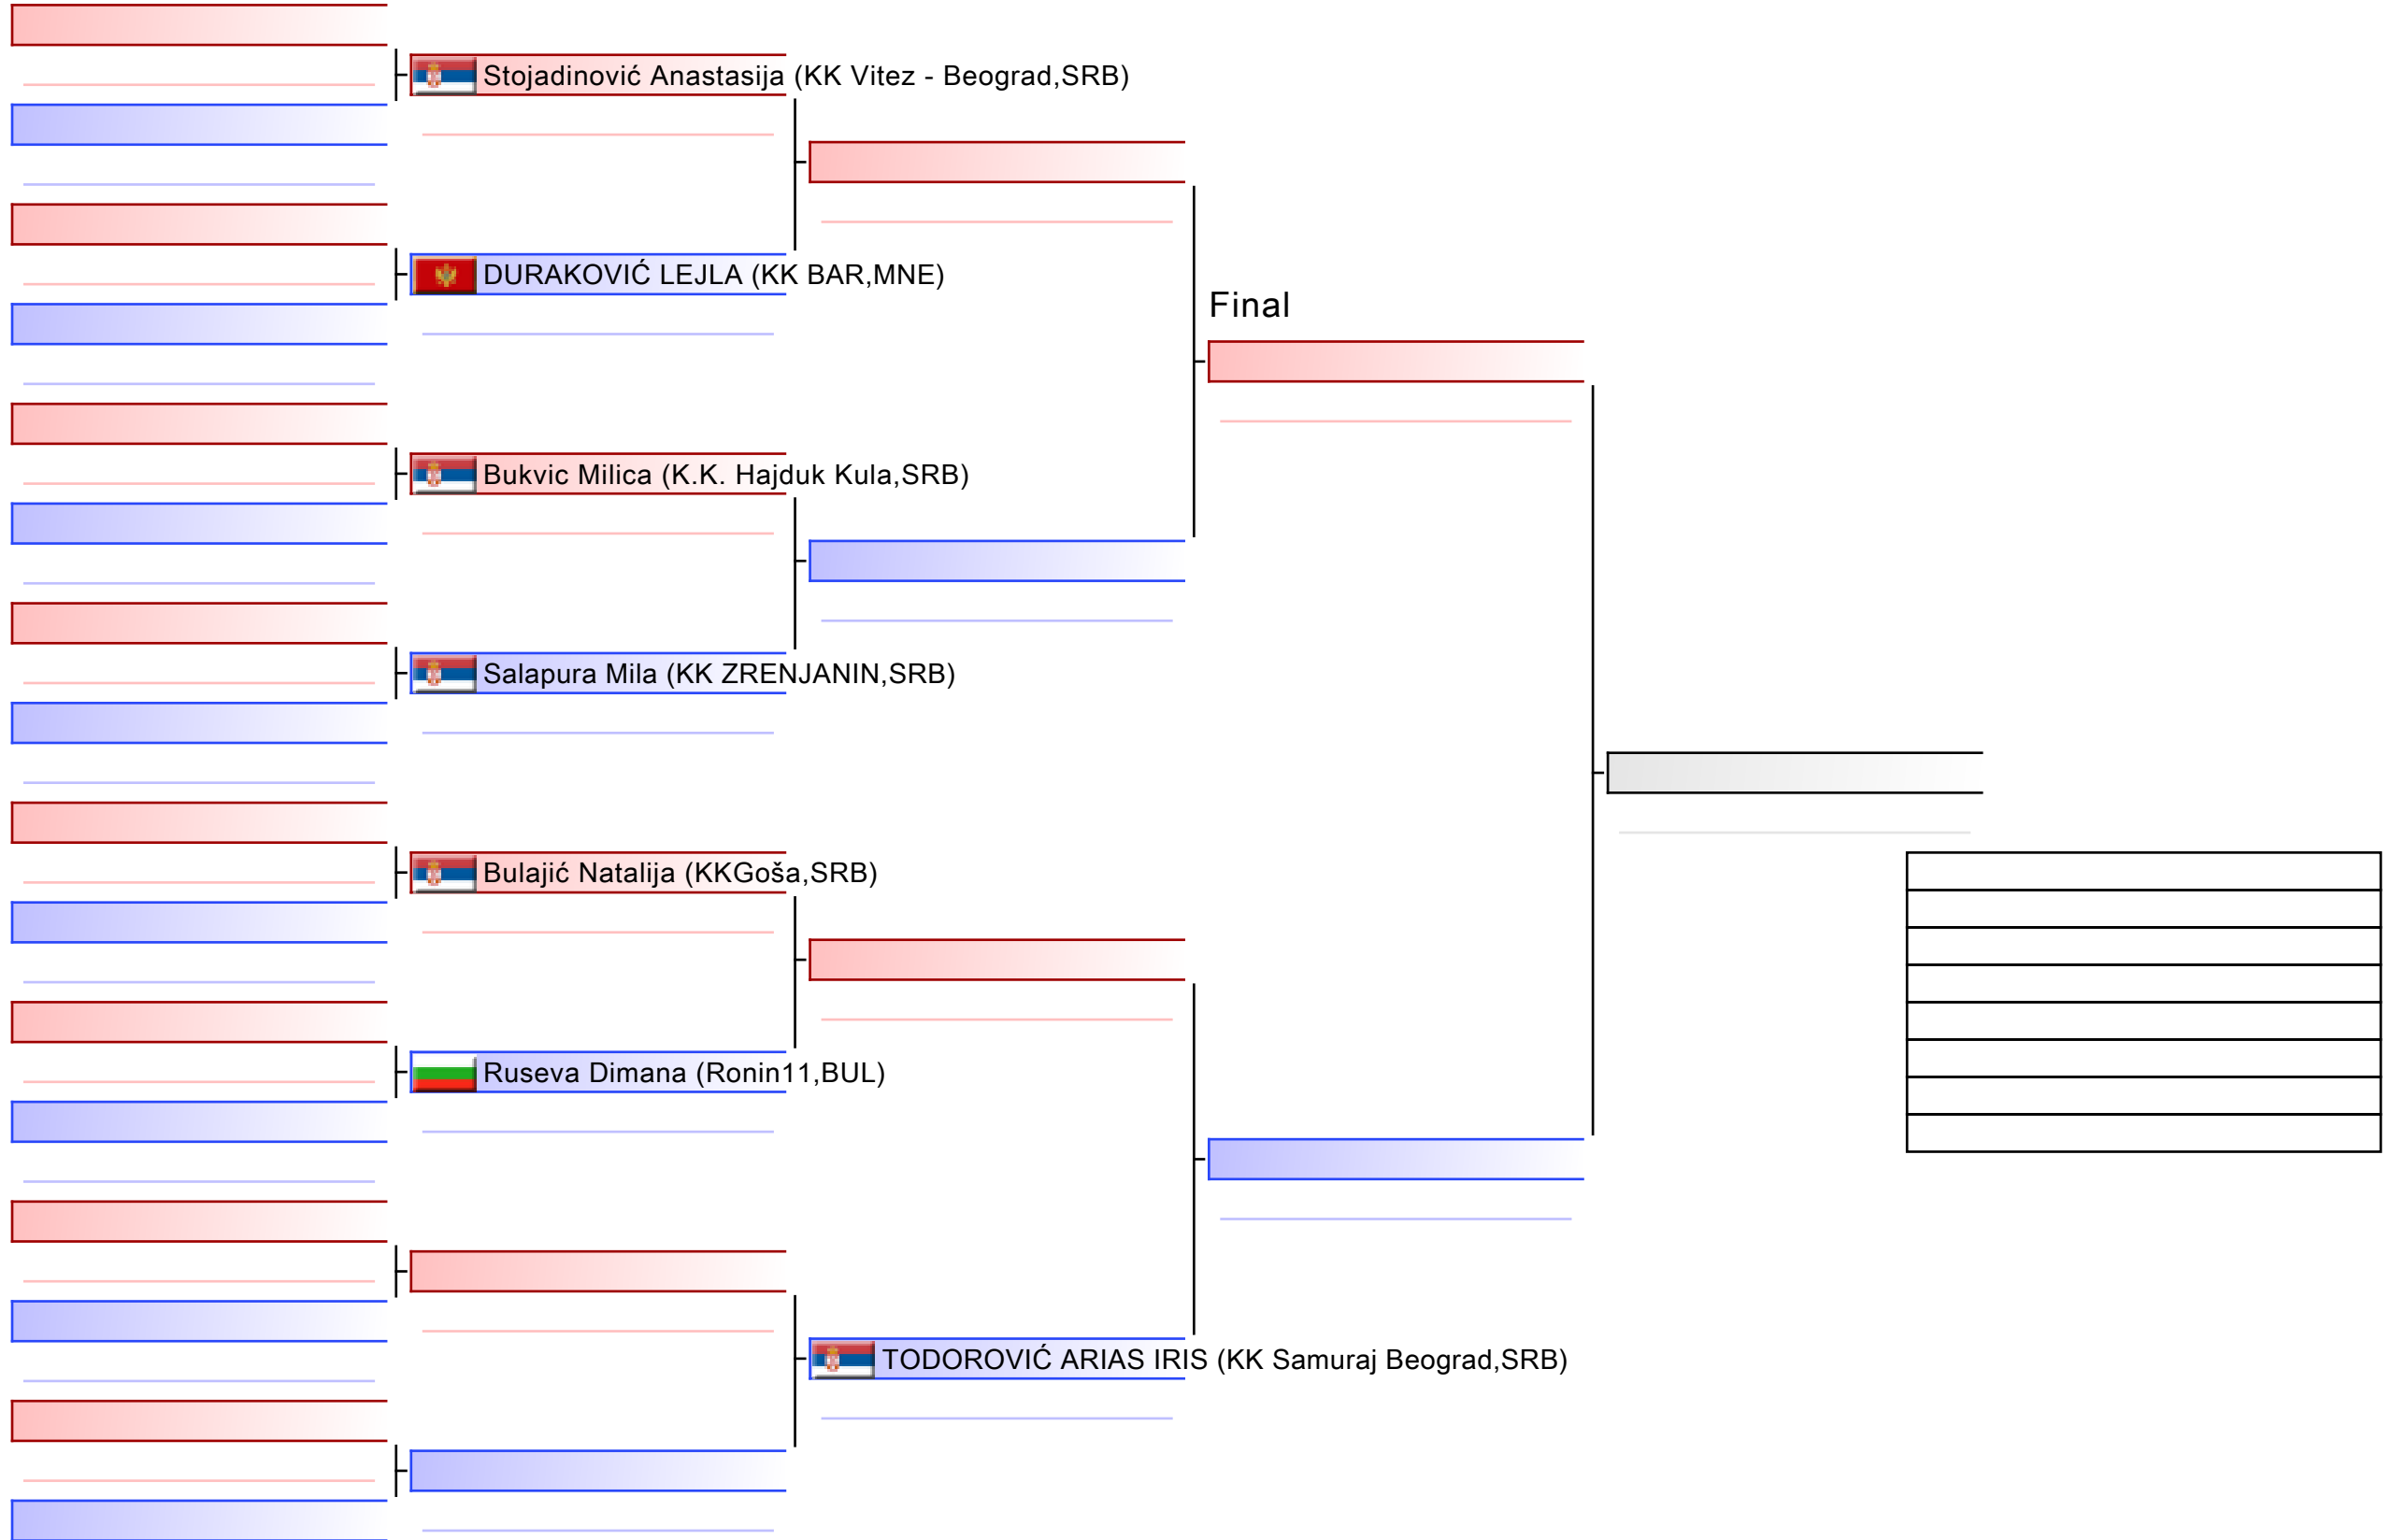 Stojadinović Anastasija (KK Vitez - Beograd,SRB)
DURAKOVIĆ LEJLA (KK BAR,MNE)
Final
Bukvic Milica (K.K. Hajduk Kula,SRB)
Salapura Mila (KK ZRENJANIN,SRB)
Bulajić Natalija (KKGoša,SRB)
Ruseva Dimana (Ronin11,BUL)
TODOROVIĆ ARIAS IRIS (KK Samuraj Beograd,SRB)